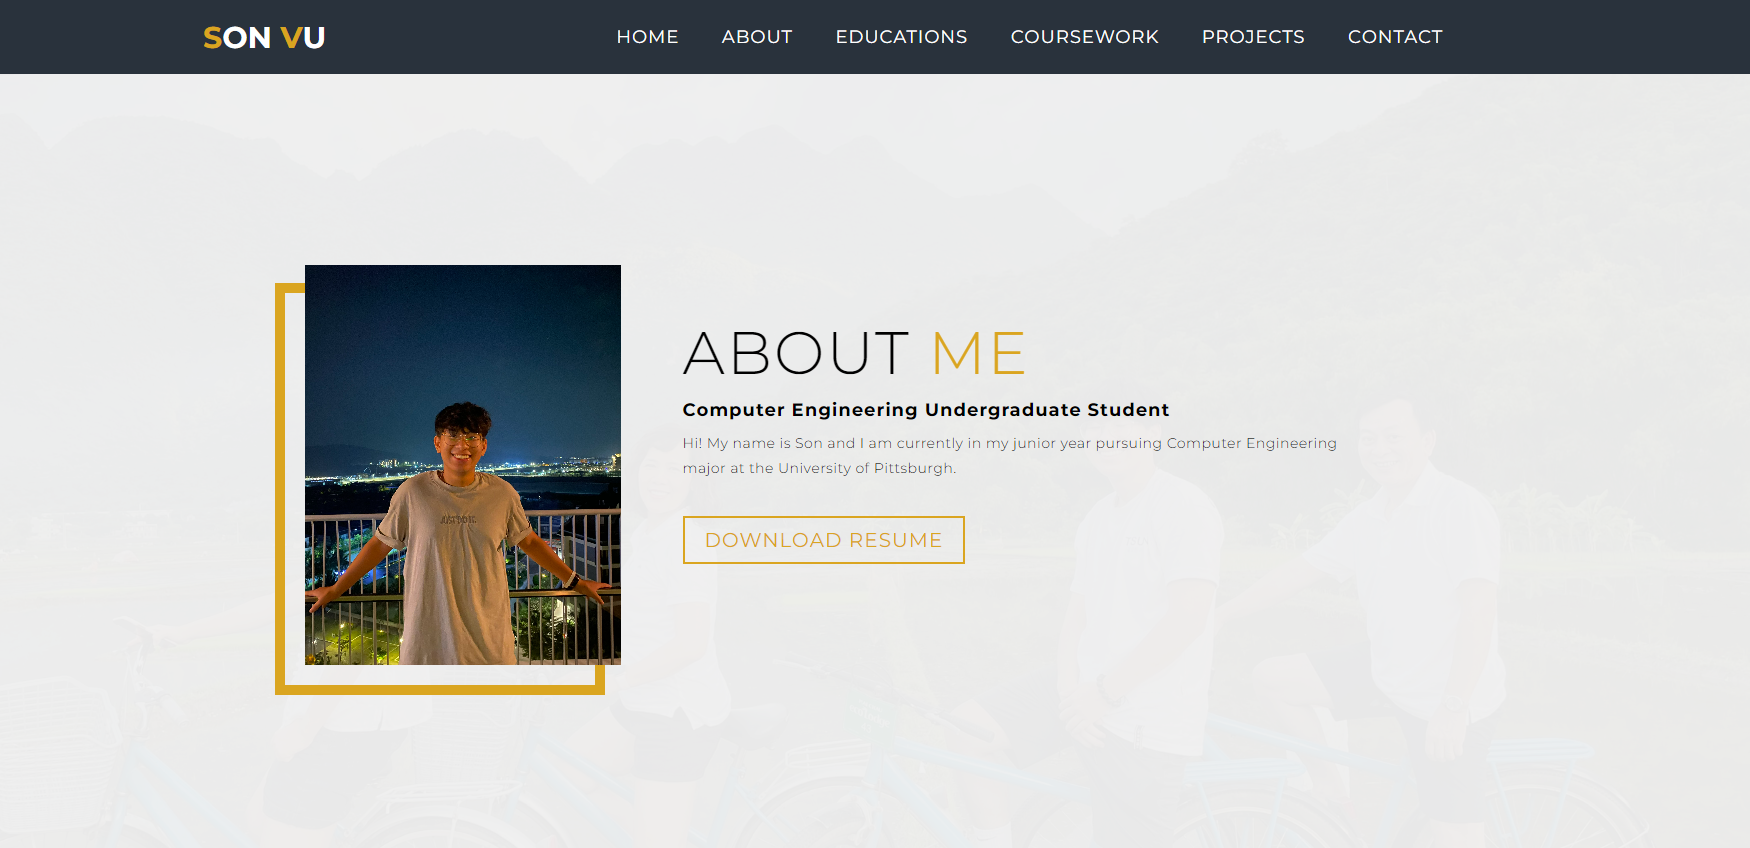 SON VU
HOME ABOUT EDUCATIONS COURSEWORK PROJECTS CONTACT
ABOUT ME
Computer Engineering Undergraduate Student
Hi! My name is Son and I am currently in my junior year pursuing Computer Engineering
major at the University of Pittsburgh.
DOWNLOAD RESUME